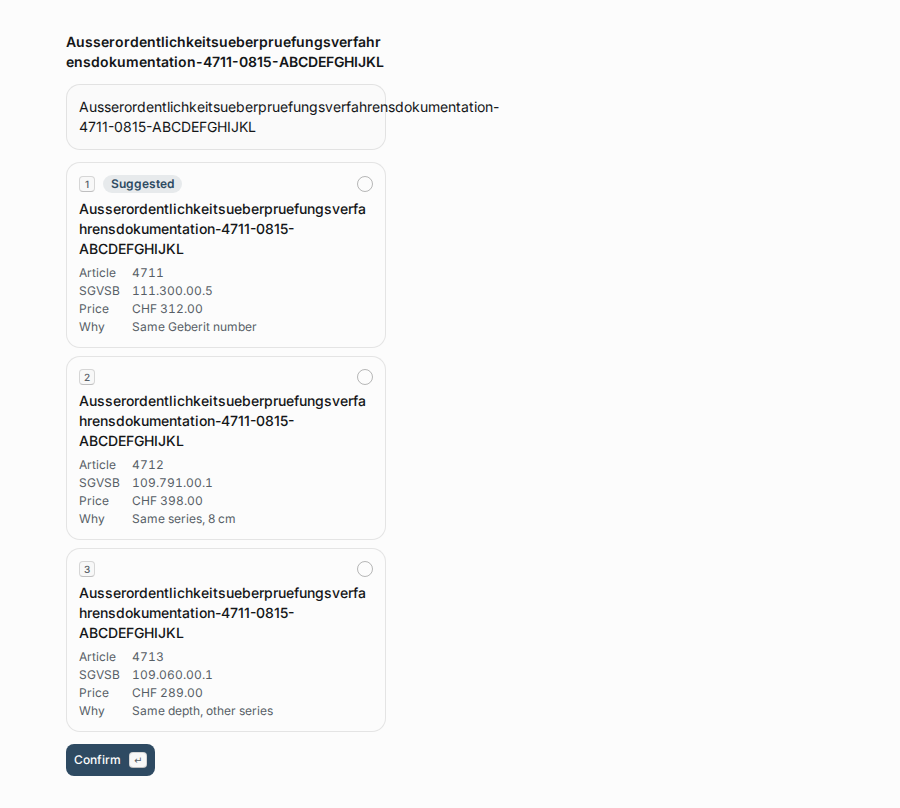 Ausserordentlichkeitsueberpruefungsverfahr
ensdokumentation-4711-0815-ABCDEFGHIJKL
Ausserordentlichkeitsueberpruefungsverfahrensdokumentation-
4711-0815-ABCDEFGHIJKL
1 Suggested
Ausserordentlichkeitsueberpruefungsverfa
hrensdokumentation-4711-0815-
ABCDEFGHIJKL
Article 4711
SGVSB 111.300.00.5
Price CHF 312.00
Why Same Geberit number
2
Ausserordentlichkeitsueberpruefungsverfa
hrensdokumentation-4711-0815-
ABCDEFGHIJKL
Article 4712
SGVSB 109.791.00.1
Price CHF 398.00
Why Same series, 8 cm
3
Ausserordentlichkeitsueberpruefungsverfa
hrensdokumentation-4711-0815-
ABCDEFGHIJKL
Article 4713
SGVSB 109.060.00.1
Price CHF 289.00
Why Same depth, other series
Confirm ↵